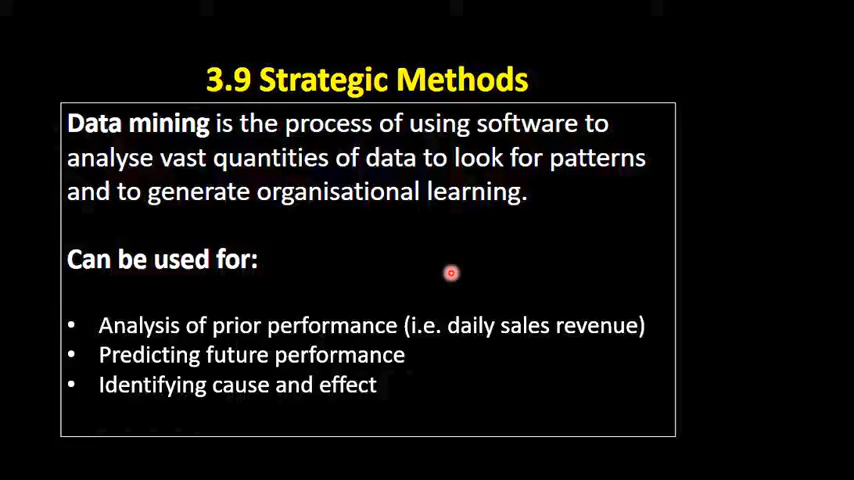 3.9 Strategic Methods
Data mining is the process of using software to
analyse vast quantities of data to look for patterns
and to generate organisational learning.
Can be used for:
• Analysis of prior performance (i.e. daily sales revenue)
• Predicting future performance
• Identifying cause and effect